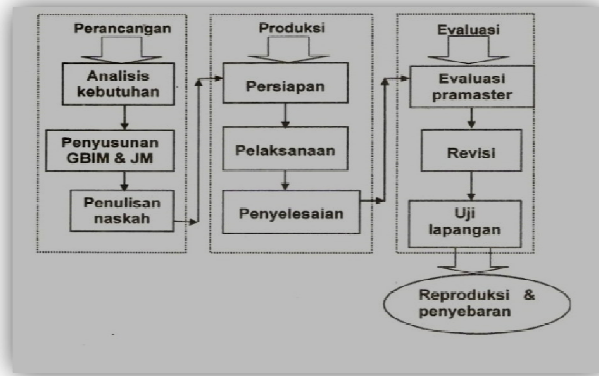 Perancangan
Analisis
kebutuhan
Penyusunan
GBIM & JM
Penulisan
naskah
Produksi
Persiapan
Pelaksanaan
Penyelesaian
Evaluasi
Evaluasi
pramaster
Revisi
Uji
lapangan
Reproduksi &
penyebaran